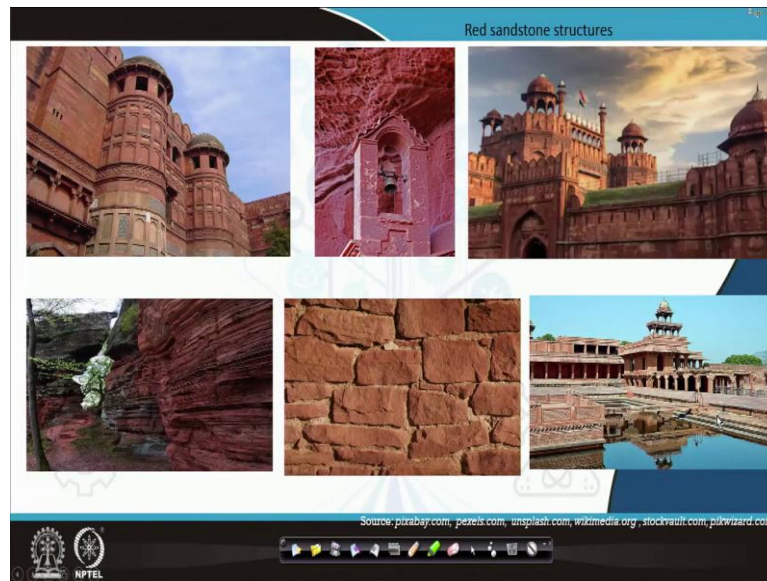 Red sandstone structures
Source: pixabay.com, pexels.com, unsplash.com, wikimedia.org , stockvault.com, pikwizard.com
NPTEL